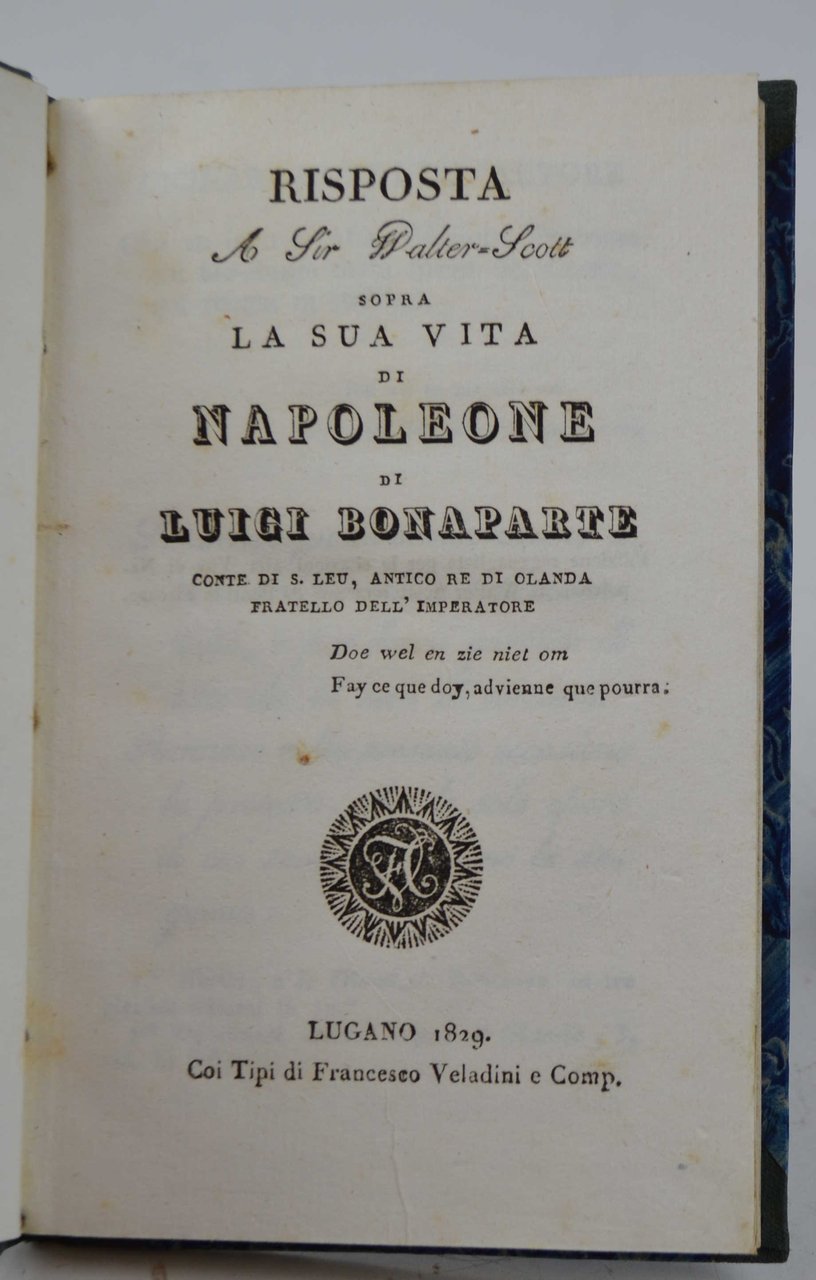 RISPOSTA
A Sir Walter=Scott
SOPRA
LA SUA VITA
DI
NAPOLEONE
DI
LUIGI BONAPARTE
CONTE DI S. LEU, ANTICO RE DI OLANDA
FRATELLO DELL' IMPERATORE
Doe wel en zie niet om
Fay ce que doy, advienne que pourra;
LUGANO 1829.
Coi Tipi di Francesco Veladini e Comp.